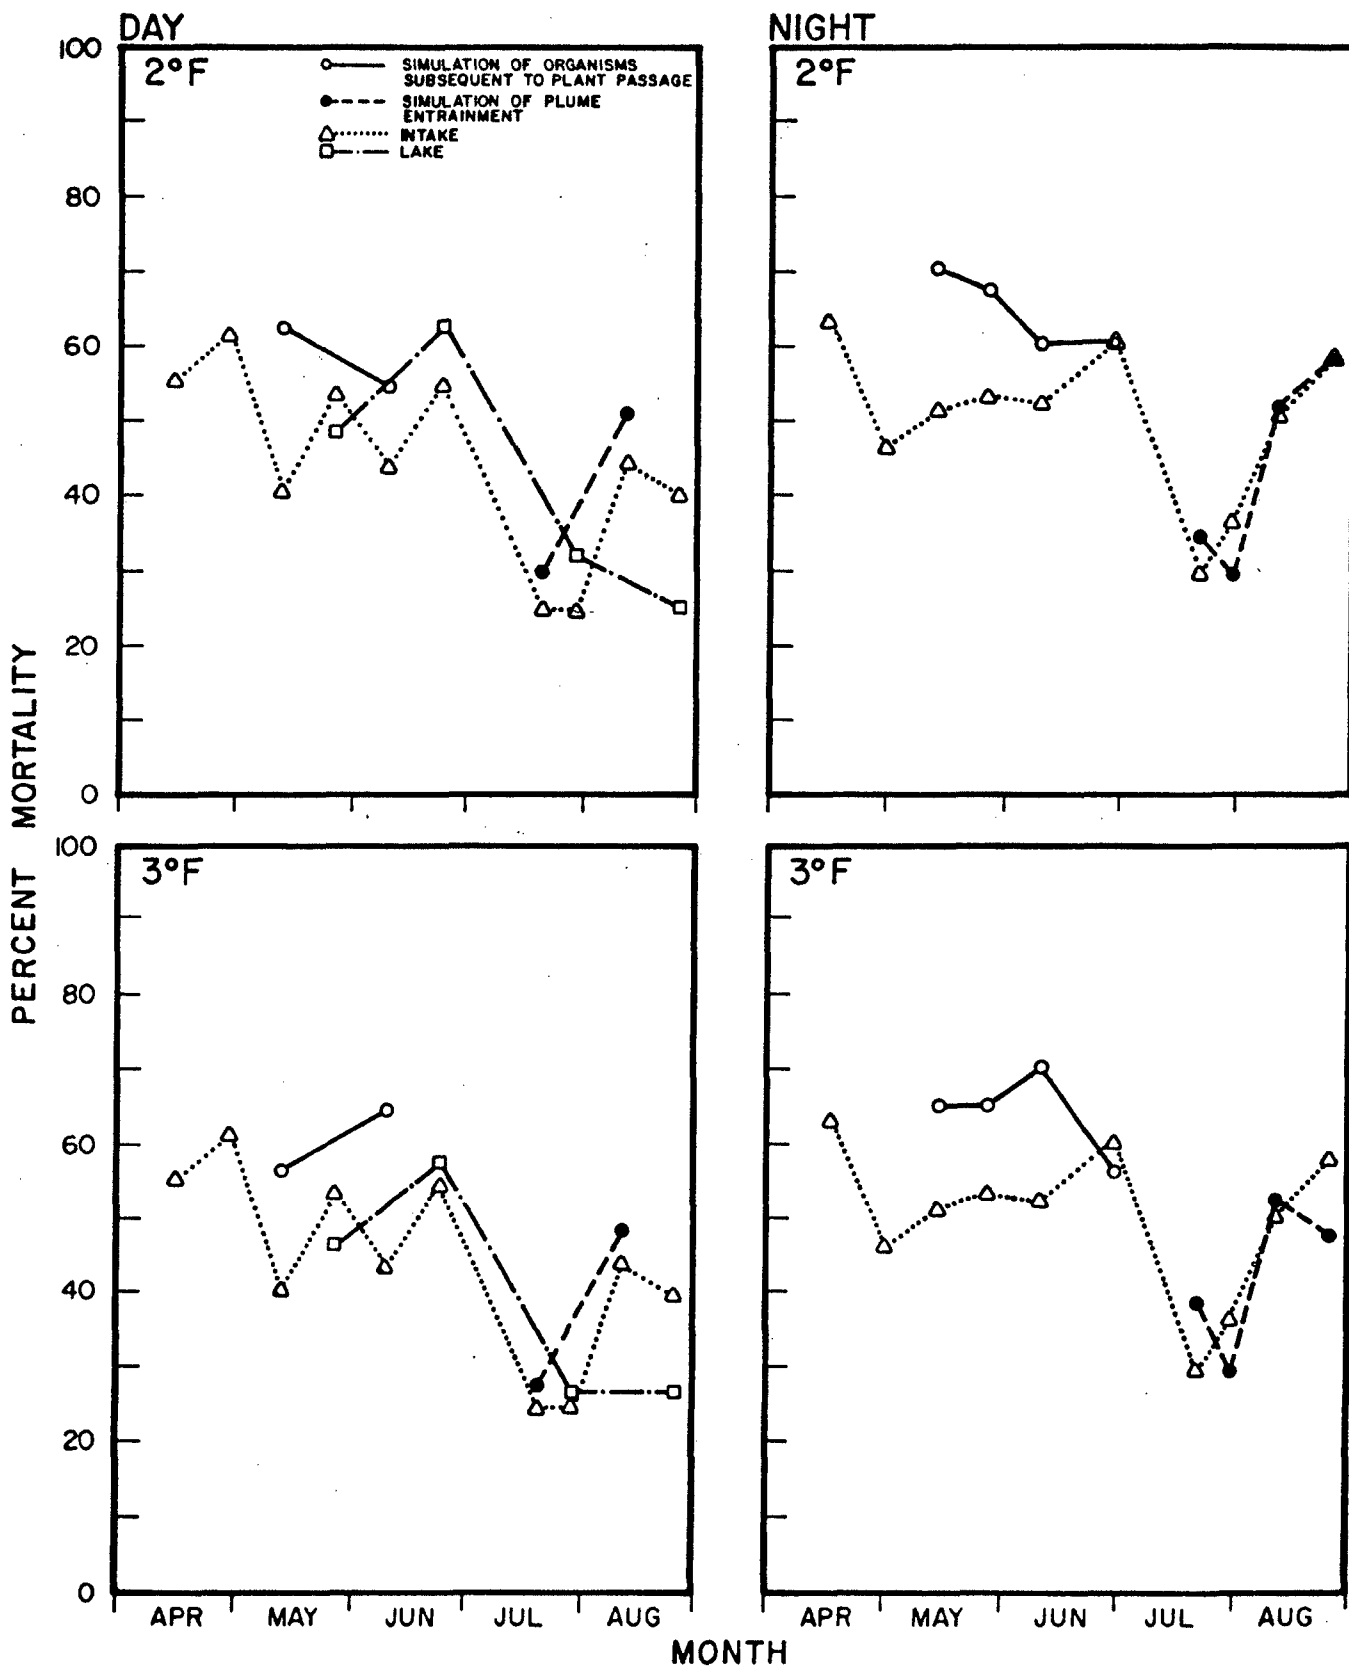 DAY
NIGHT
100
2°F
SIMULATION OF ORGANISMS
SUBSEQUENT TO PLANT PASSAGE
SIMULATION OF PLUME
ENTRAINMENT
INTAKE
LAKE
2°F
80
60
40
20
0
PERCENT MORTALITY
100
3°F
3°F
80
60
40
20
0
APR MAY JUN JUL AUG
APR MAY JUN JUL AUG
MONTH